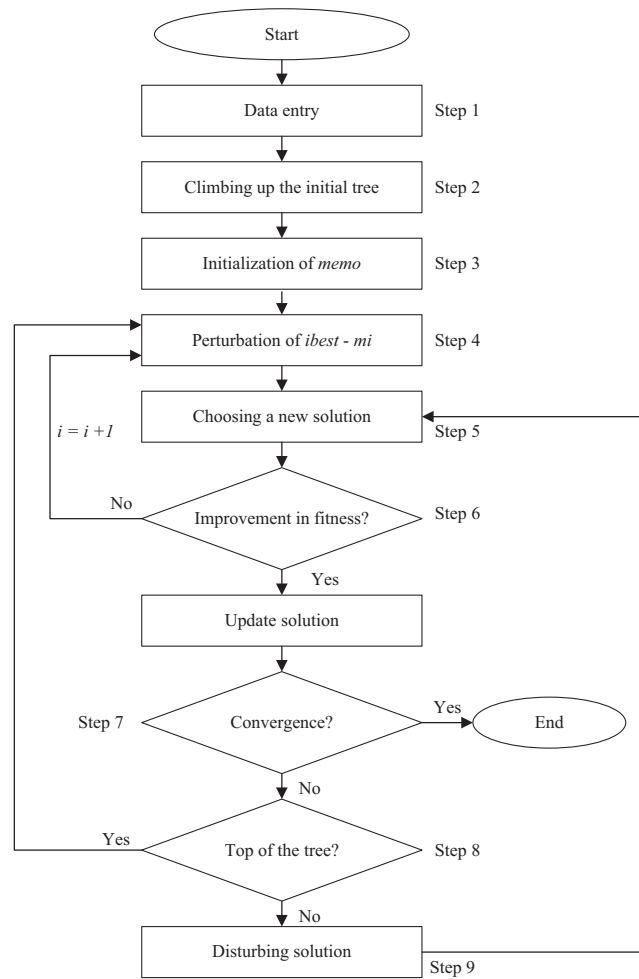 Start
Data entry
Step 1
Climbing up the initial tree
Step 2
Initialization of memo
Step 3
Perturbation of ibest - mi
Step 4
Choosing a new solution
Step 5
i = i +1
No
Improvement in fitness?
Step 6
Yes
Update solution
Step 7
Convergence?
Yes
End
No
Yes
Top of the tree?
Step 8
No
Disturbing solution
Step 9